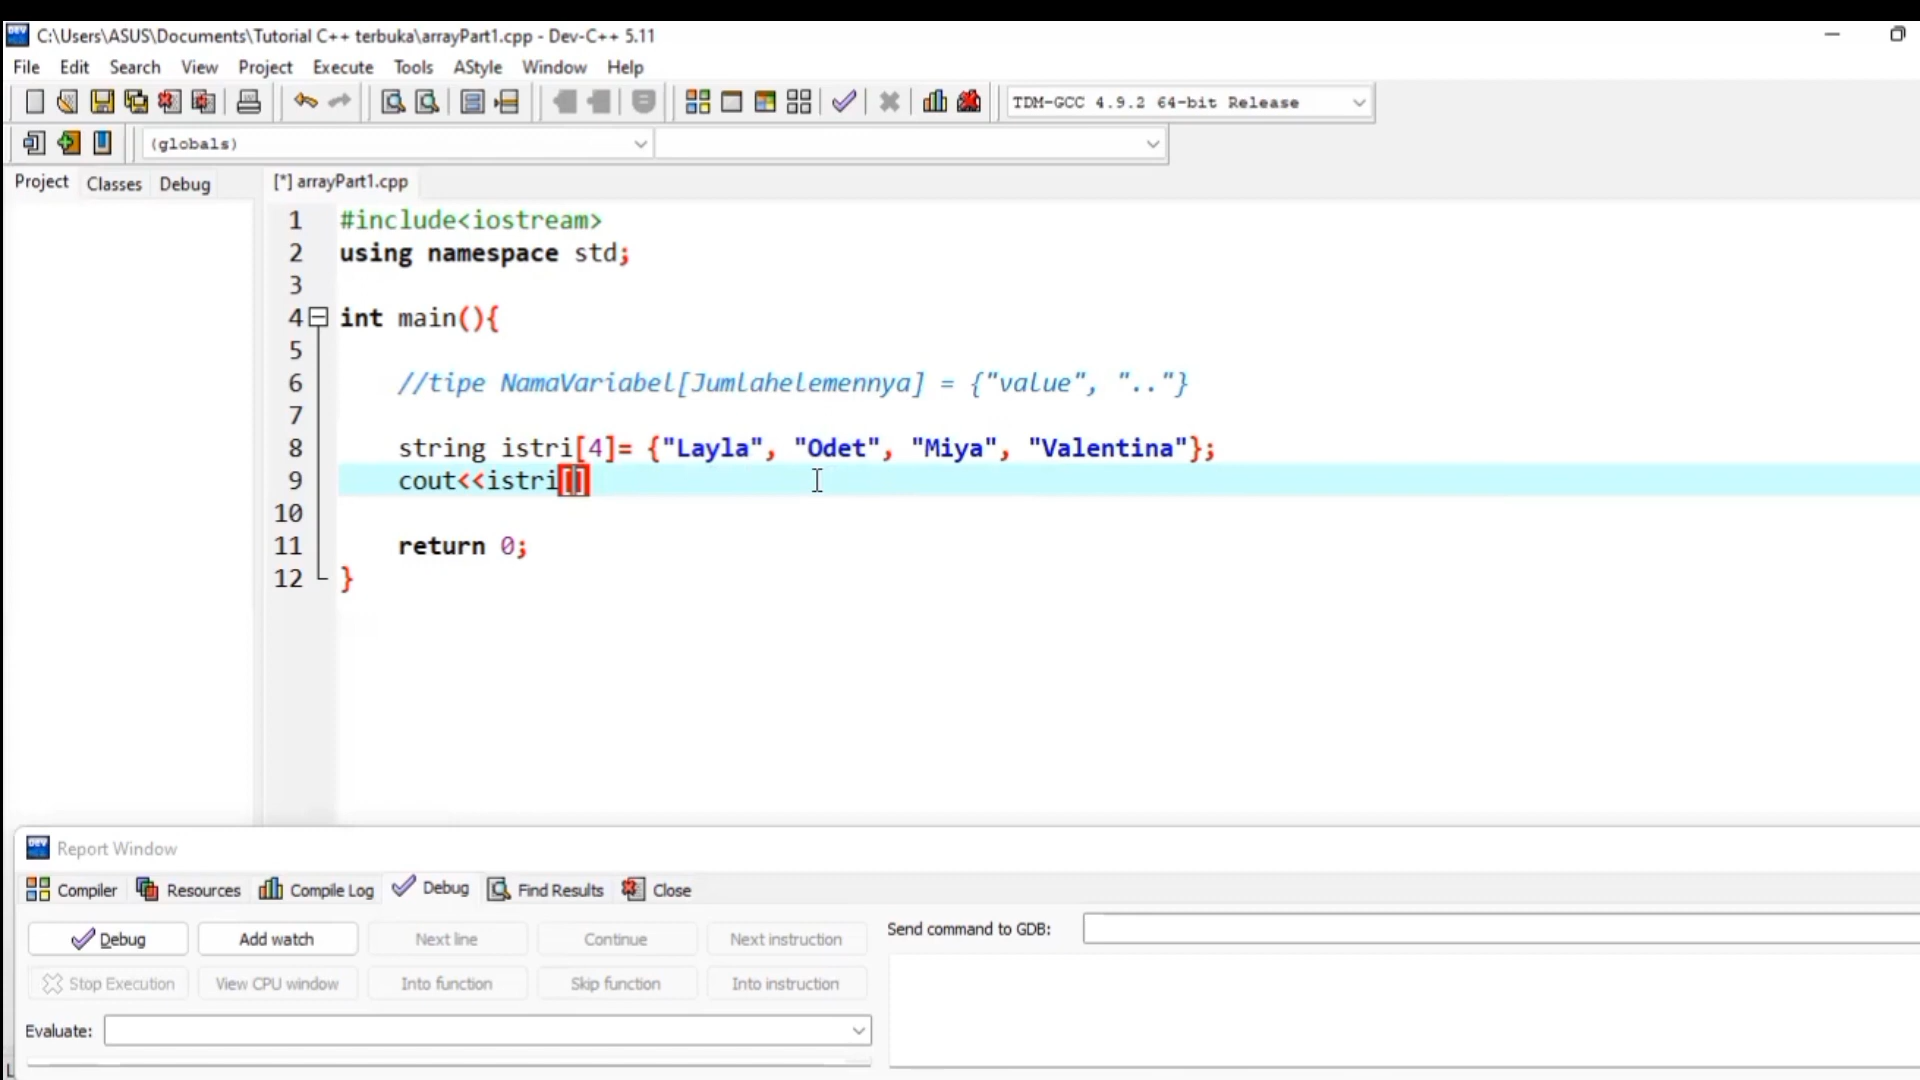 C:\Users\ASUS\Documents\Tutorial C++ terbuka\arrayPart1.cpp - Dev-C++ 5.11
File Edit Search View Project Execute Tools AStyle Window Help
TDM-GCC 4.9.2 64-bit Release
(globals)
Project Classes Debug [*] arrayPart1.cpp
1 #include<iostream>
2 using namespace std;
3
4 int main(){
5
6 //tipe NamaVariabel[Jumlahelemennya] = {"value", ".."}
7
8 string istri[4]= {"Layla", "Odet", "Miya", "Valentina"};
9 cout<<istri[]
10
11 return 0;
12 }
Report Window
Compiler Resources Compile Log Debug Find Results Close
Debug Add watch Next line Continue Next instruction Send command to GDB:
Stop Execution View CPU window Into function Skip function Into instruction
Evaluate: